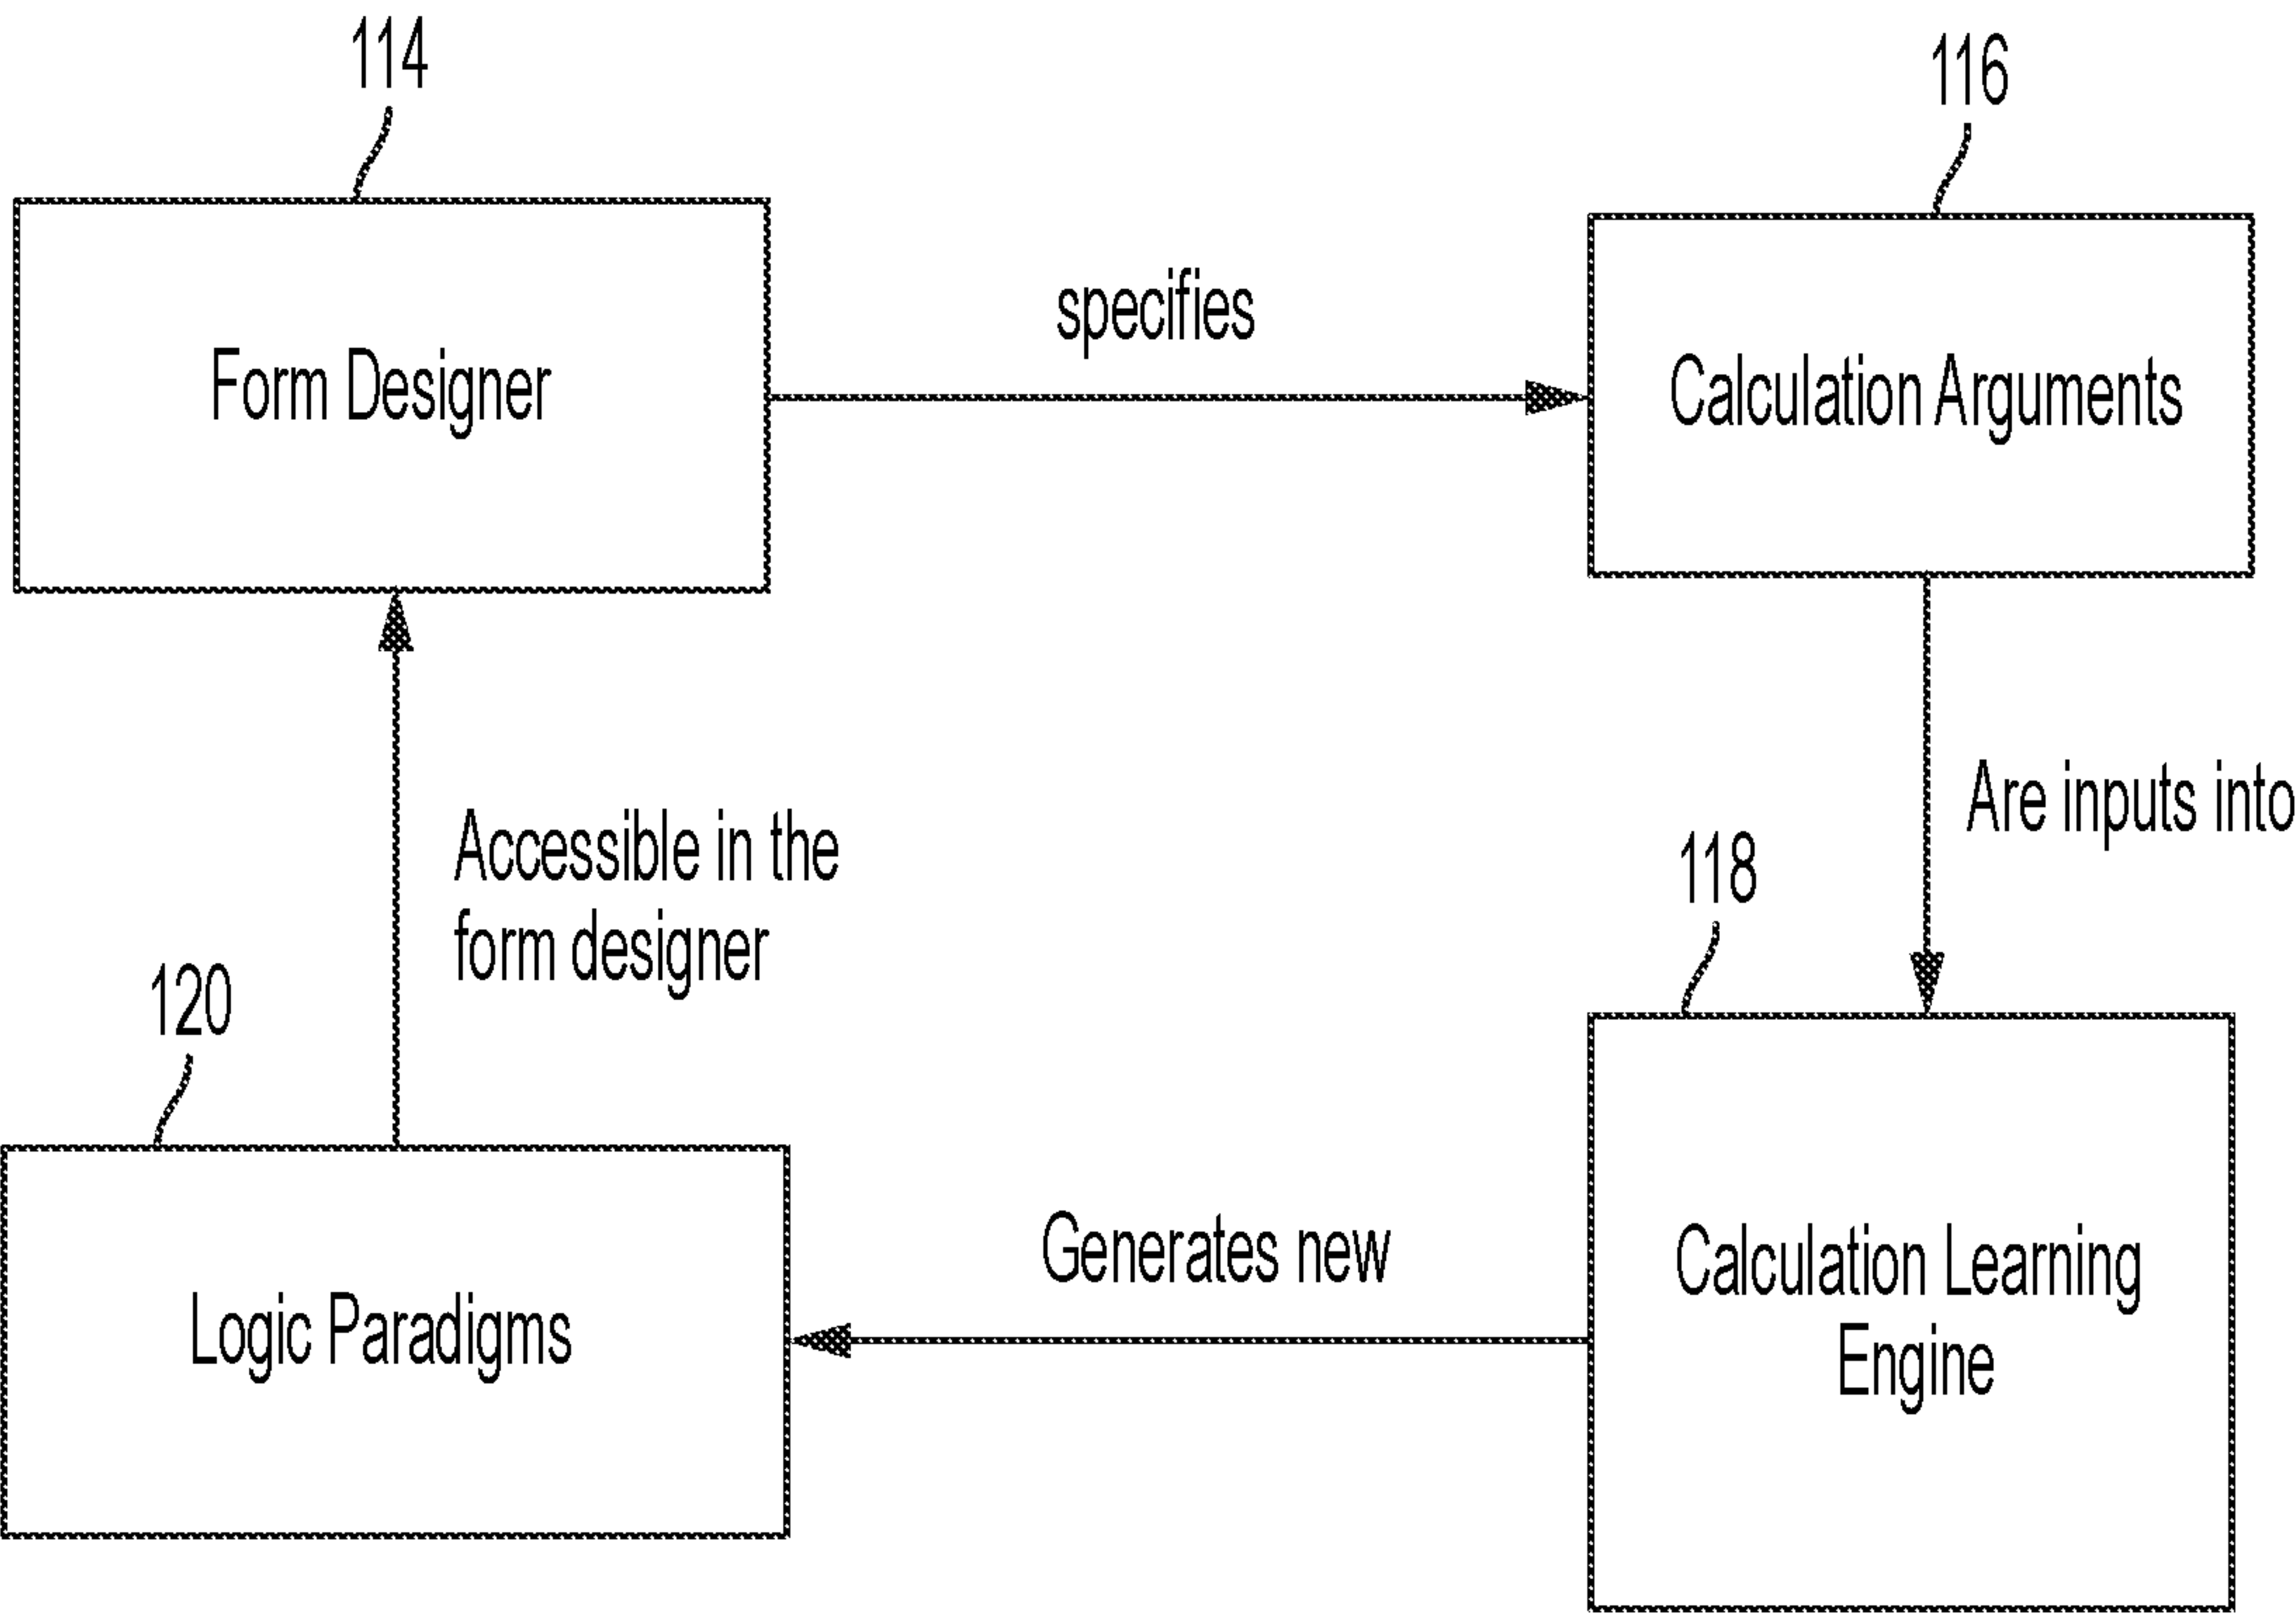 114
116
Form Designer
specifies
Calculation Arguments
Accessible in the
form designer
Are inputs into
118
120
Logic Paradigms
Generates new
Calculation Learning
Engine